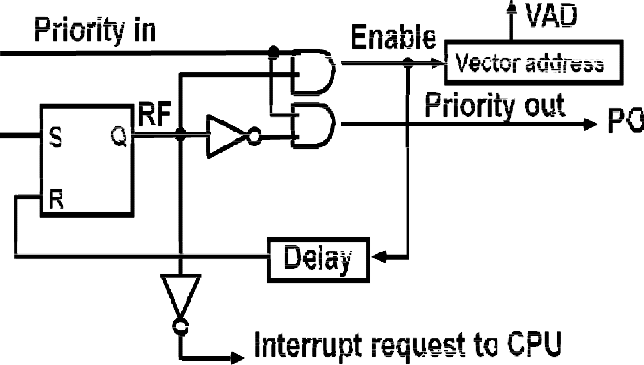 VAD
Priority in
Enable
Vector address
RF
Priority out
PO
S
Q
R
Delay
Interrupt request to CPU